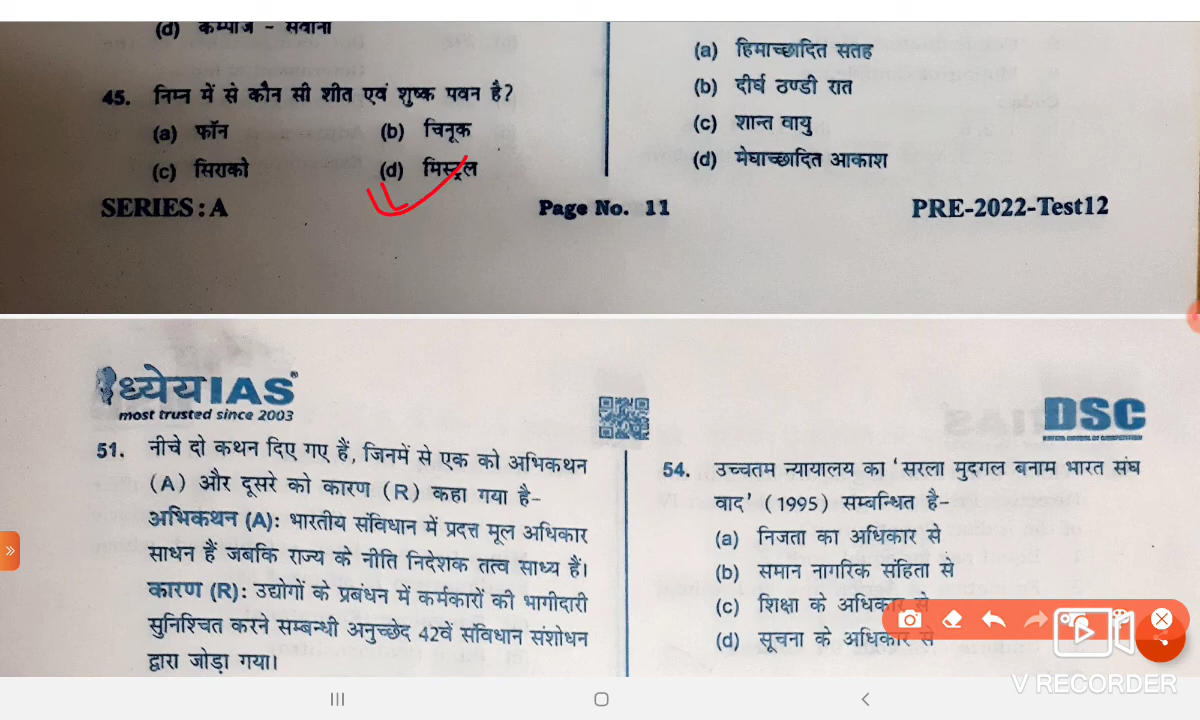 (d) कम्पाज - सवाना
45. निम्न में से कौन सी शीत एवं शुष्क पवन है?
(a) फॉन (b) चिनूक
(c) सिराको (d) मिस्ट्रल
(a) हिमाच्छादित सतह
(b) दीर्घ ठण्डी रात
(c) शान्त वायु
(d) मेघाच्छादित आकाश
SERIES : A Page No. 11 PRE-2022-Test12
ध्येय IAS
most trusted since 2003
DSC
51. नीचे दो कथन दिए गए हैं, जिनमें से एक को अभिकथन
(A) और दूसरे को कारण (R) कहा गया है-
अभिकथन (A): भारतीय संविधान में प्रदत्त मूल अधिकार
साधन हैं जबकि राज्य के नीति निदेशक तत्व साध्य हैं।
कारण (R): उद्योगों के प्रबंधन में कर्मकारों की भागीदारी
सुनिश्चित करने सम्बन्धी अनुच्छेद 42वें संविधान संशोधन
द्वारा जोड़ा गया।
54. उच्चतम न्यायालय का 'सरला मुदगल बनाम भारत संघ
वाद' (1995) सम्बन्धित है-
(a) निजता का अधिकार से
(b) समान नागरिक संहिता से
(c) शिक्षा के अधिकार से
(d) सूचना के अधिकार से
V RECORDER